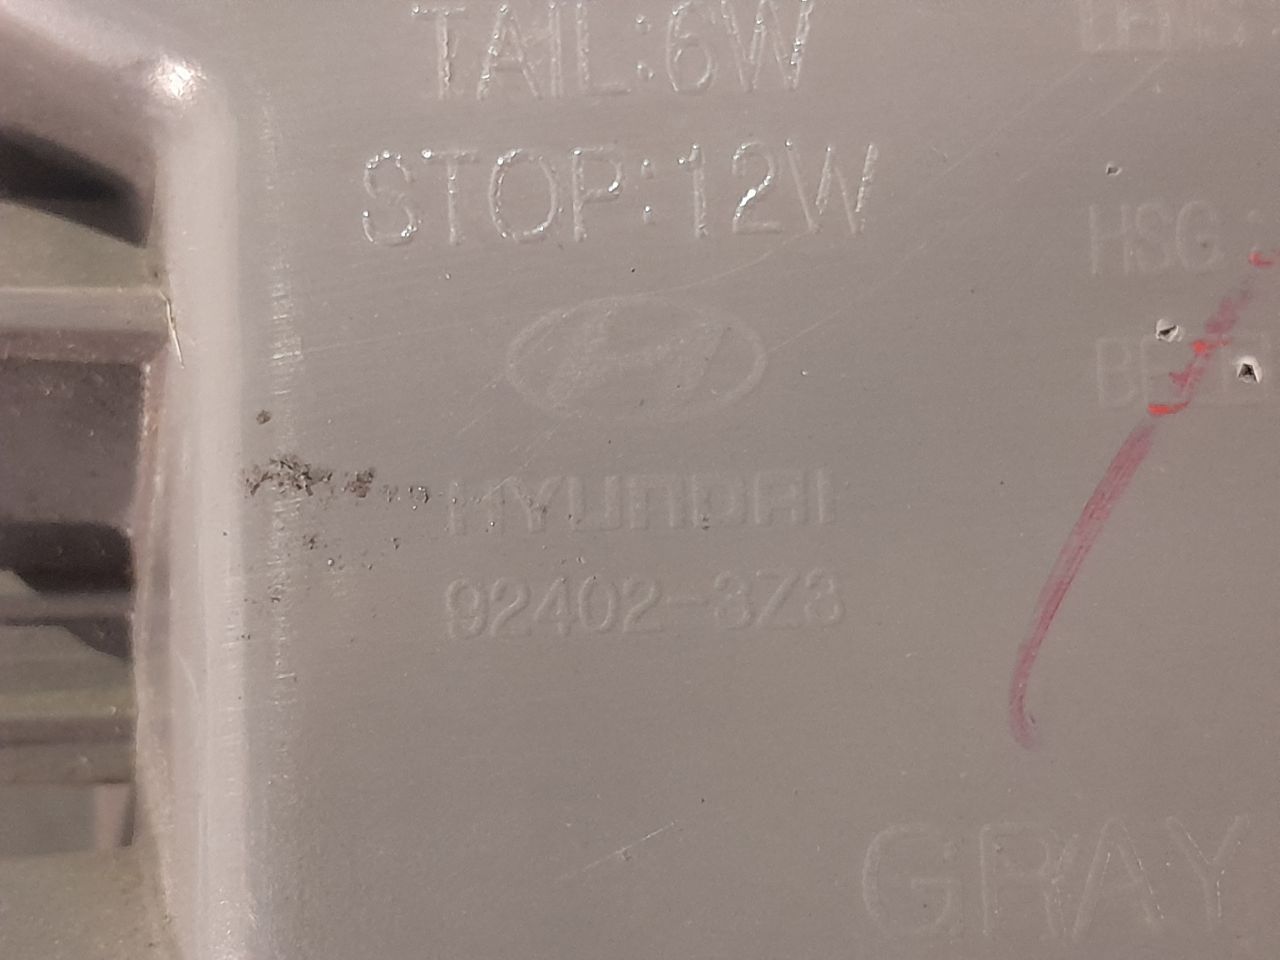 TAIL:6W
STOP:12W
HSG :
HYUNDAI
92402-3Z3
GRAY